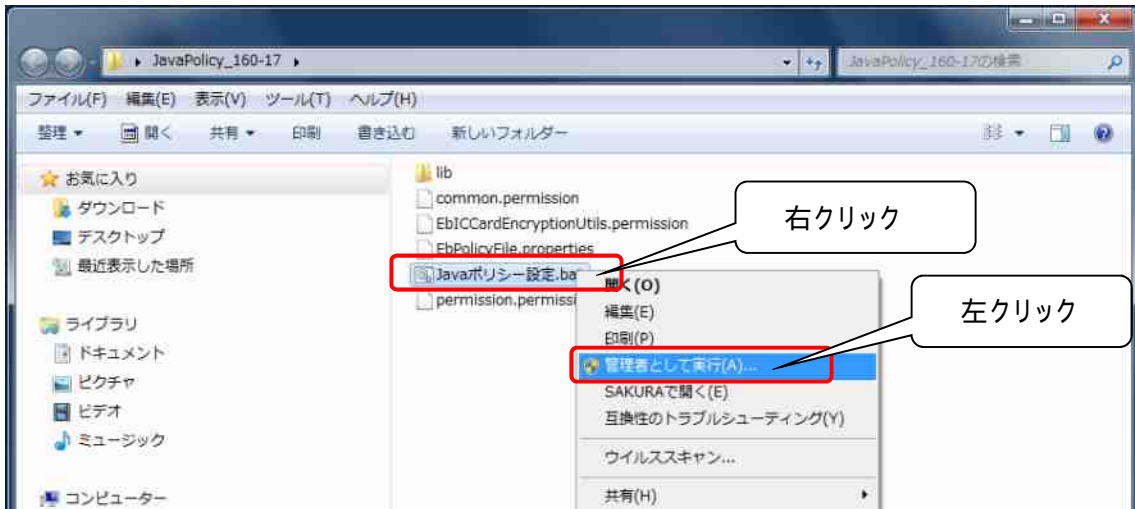 JavaPolicy_160-17
JavaPolicy_160-17の検索
ファイル(F) 編集(E) 表示(V) ツール(T) ヘルプ(H)
整理 開く 共有 印刷 書き込む 新しいフォルダー
お気に入り
ダウンロード
デスクトップ
最近表示した場所
ライブラリ
ドキュメント
ピクチャ
ビデオ
ミュージック
コンピューター
lib
common.permission
EbICCardEncryptionUtils.permission
EbPolicyFile.properties
Javaポリシー設定.ba
permission.permissi
右クリック
開く(O)
編集(E)
印刷(P)
管理者として実行(A)...
SAKURAで開く(E)
互換性のトラブルシューティング(Y)
ウイルススキャン...
共有(H)
左クリック